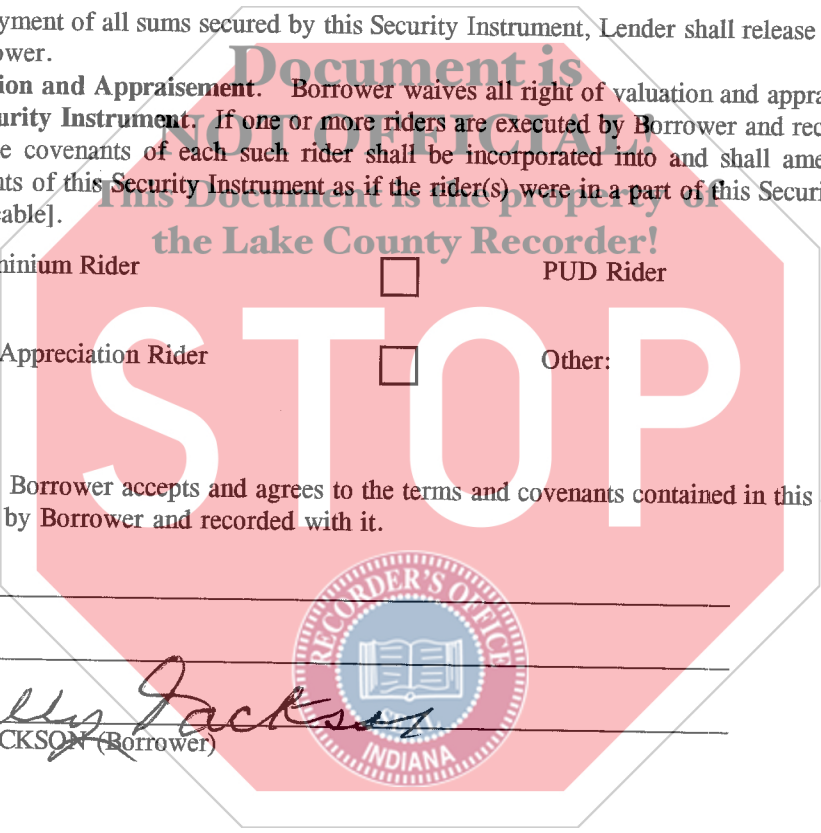 yment of all sums secured by this Security Instrument, Lender shall release
ower.
Document is
ion and Appraisement. Borrower waives all right of valuation and appra
urity Instrument. If one or more riders are executed by Borrower and rec
NOT OFFICIAL!
e covenants of each such rider shall be incorporated into and shall ame
nts of this Security Instrument as if the rider(s) were in a part of this Securi
This Document is the property of
cable].
the Lake County Recorder!
minium Rider
PUD Rider
STOP
Appreciation Rider
Other:
Borrower accepts and agrees to the terms and covenants contained in this
by Borrower and recorded with it.
RECORDER'S OFFICE
lly Jackson
CKSON (Borrower)
INDIANA